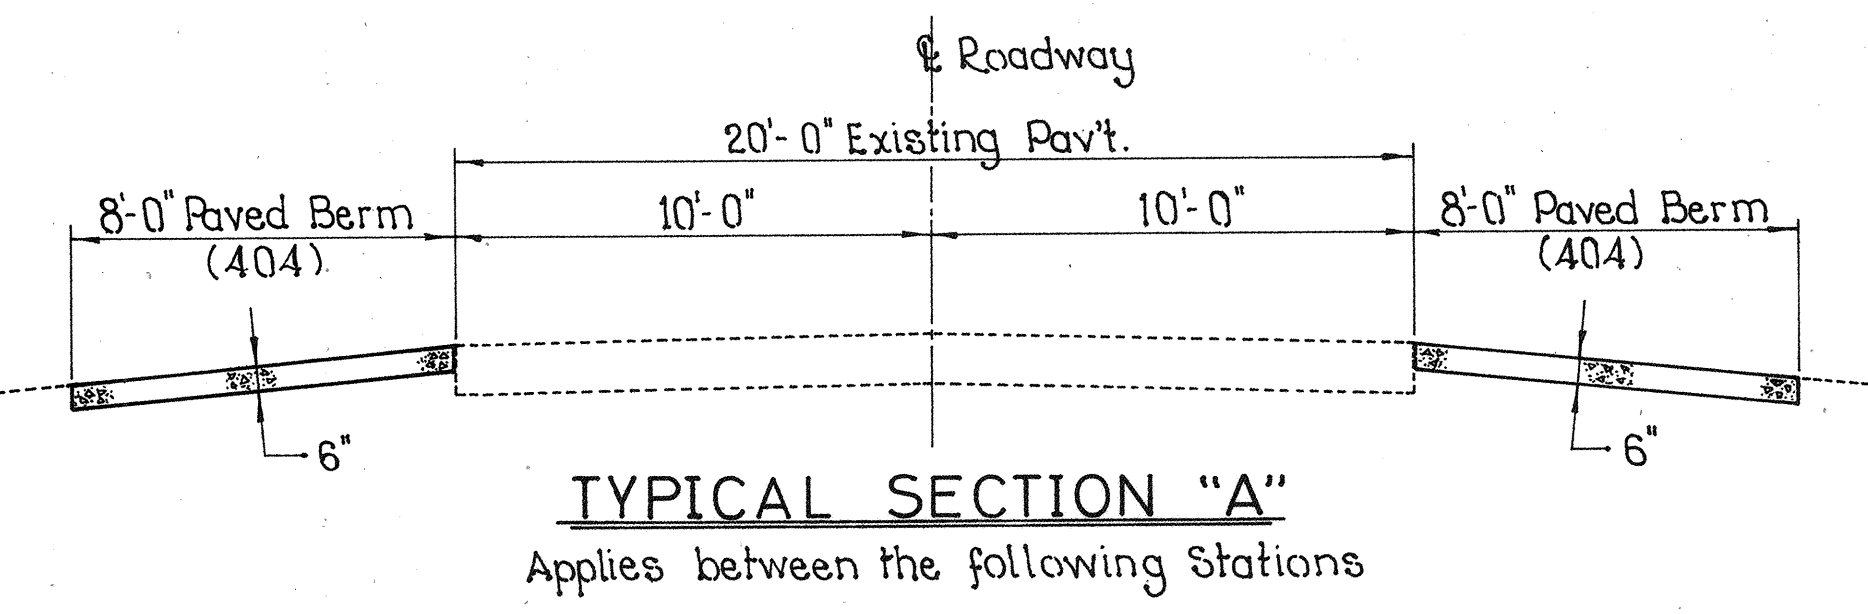 ℄ Roadway
20'-0" Existing Pav't.
8'-0" Paved Berm
(404)
10'-0"
10'-0"
8'-0" Paved Berm
(404)
6"
6"
TYPICAL SECTION "A"
Applies between the following Stations